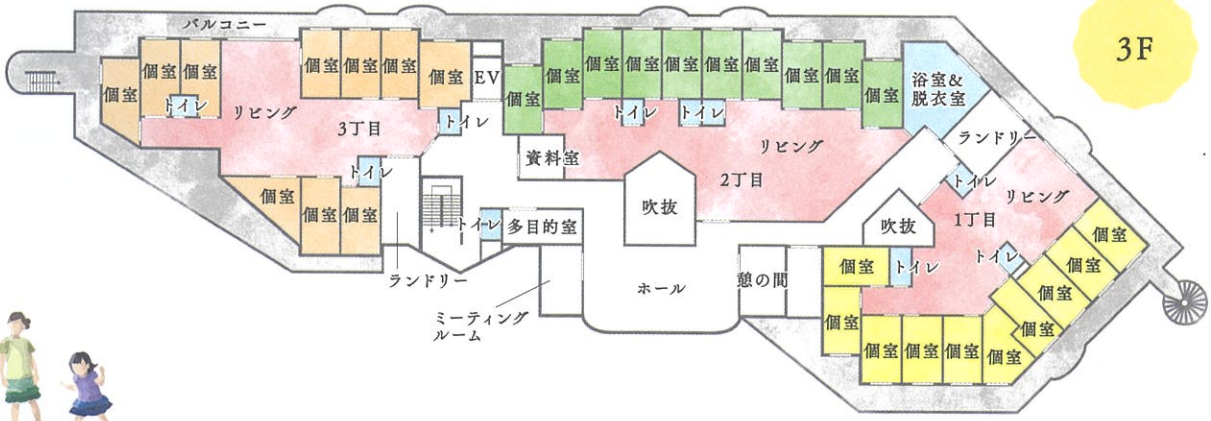 3F
バルコニー
個室
個室
個室
トイレ
リビング
3丁目
個室
個室
個室
個室
EV
トイレ
トイレ
個室
個室
個室
ランドリー
トイレ
個室
個室
個室
個室
個室
個室
個室
個室
個室
個室
トイレ
トイレ
資料室
リビング
2丁目
吹抜
多目的室
ミーティング
ルーム
ホール
憩の間
浴室&
脱衣室
ランドリー
トイレ
リビング
1丁目
吹抜
トイレ
トイレ
個室
個室
個室
個室
個室
個室
個室
個室
個室
個室